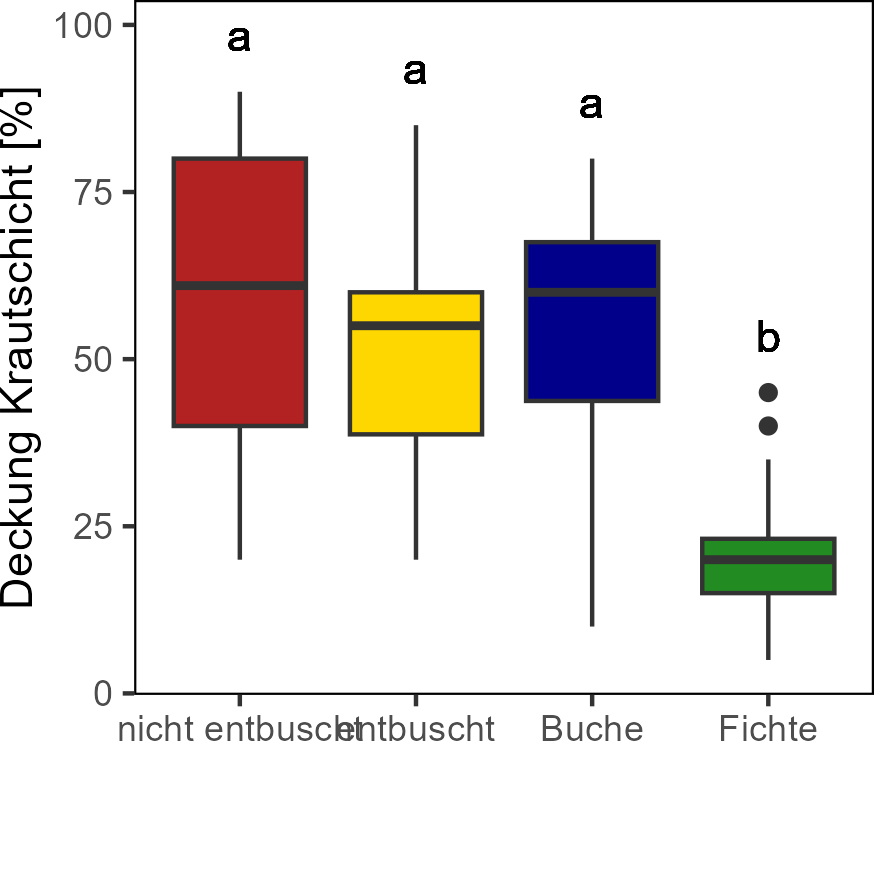 Deckung Krautschicht [%]
100
75
50
25
0
a
a
a
b
nicht entbuscht
entbuscht
Buche
Fichte